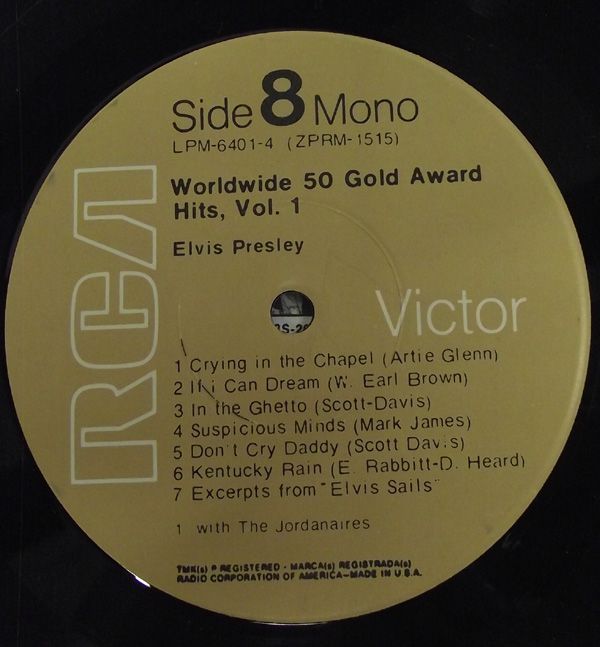 Side 8 Mono
LPM-6401-4 (ZPRM-1515)
Worldwide 50 Gold Award
Hits, Vol. 1
Elvis Presley
RCA
Victor
1 Crying in the Chapel (Artie Glenn)
2 If i Can Dream (W. Earl Brown)
3 In the Ghetto (Scott-Davis)
4 Suspicious Minds (Mark James)
5 Don't Cry Daddy (Scott Davis)
6 Kentucky Rain (E. Rabbitt-D. Heard)
7 Excerpts from "Elvis Sails"
1 with The Jordanaires
TMK(s) ® REGISTERED • MARCA(s) REGISTRADA(s)
RADIO CORPORATION OF AMERICA—MADE IN U.S.A.